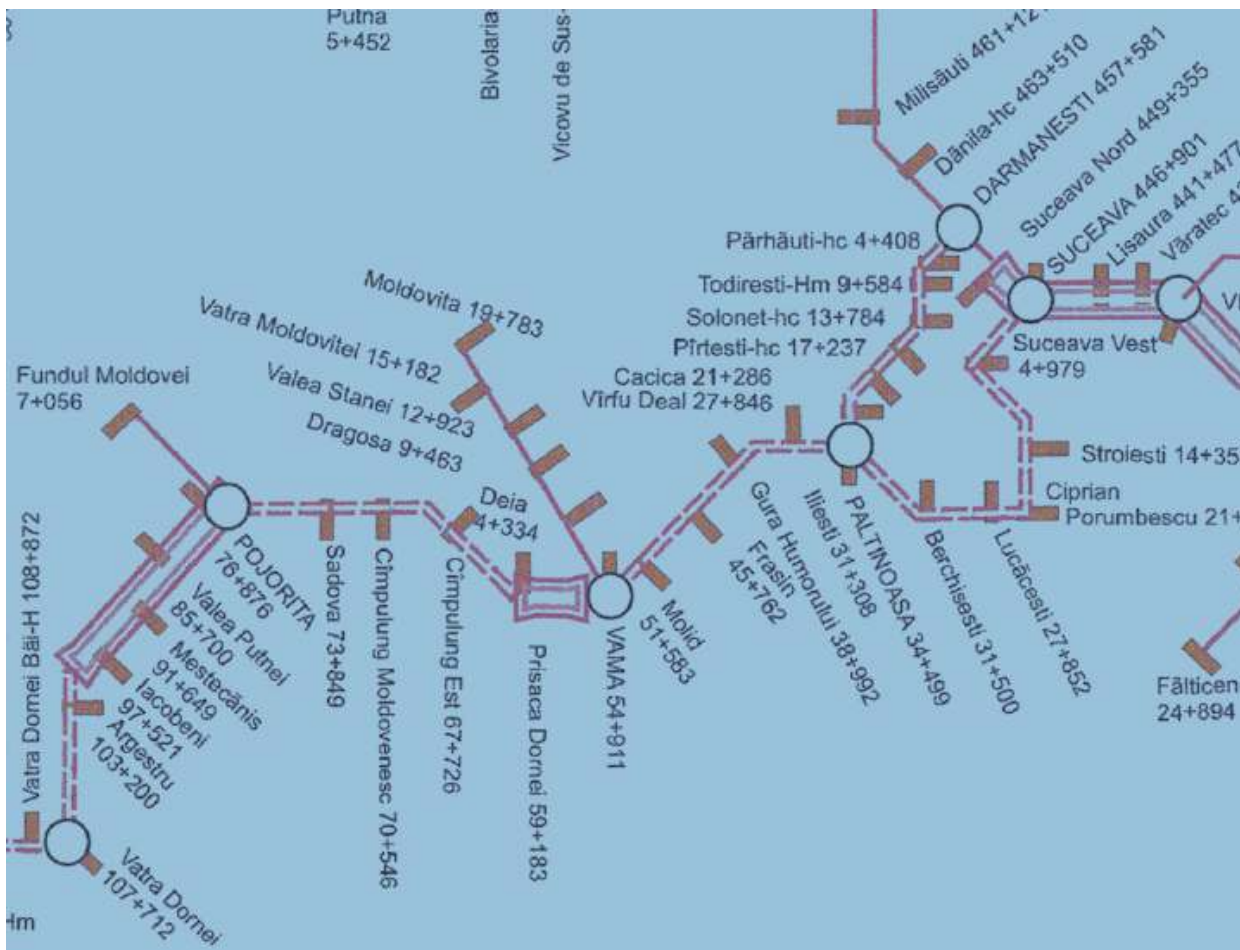 Putna
5+452
Bivolaria
Vicovu de Sus-
Milisăuti 461+12
Dănila-hc 463+510
DARMANESTI 457+581
Suceava Nord 449+355
SUCEAVA 446+901
Lisaura 441+477
Văratec
Părhăuti-hc 4+408
Todiresti-Hm 9+584
Solonet-hc 13+784
Pîrtesti-hc 17+237
Cacica 21+286
Vîrfu Deal 27+846
Suceava Vest
4+979
Stroiesti 14+35
Ciprian
Porumbescu 21+
Moldovita 19+783
Vatra Moldovitei 15+182
Valea Stanei 12+923
Dragosa 9+463
Deia
4+334
Fundul Moldovei
7+056
Vatra Dornei Băi-H 108+872
POJORITA
76+876
Valea Putnei
85+700
Mestecănis
91+649
Iacobeni
97+521
Argestru
103+200
Vatra Dornei
107+712
Sadova 73+849
Cîmpulung Moldovenesc 70+546
Cîmpulung Est 67+726
Prisaca Dornei 59+183
VAMA 54+911
Molid
51+583
Frasin
45+762
Gura Humorului 38+992
Iliesti 31+308
PALTINOASA 34+499
Berchisesti 31+500
Lucăcesti 27+852
Fălticen
24+894
Hm